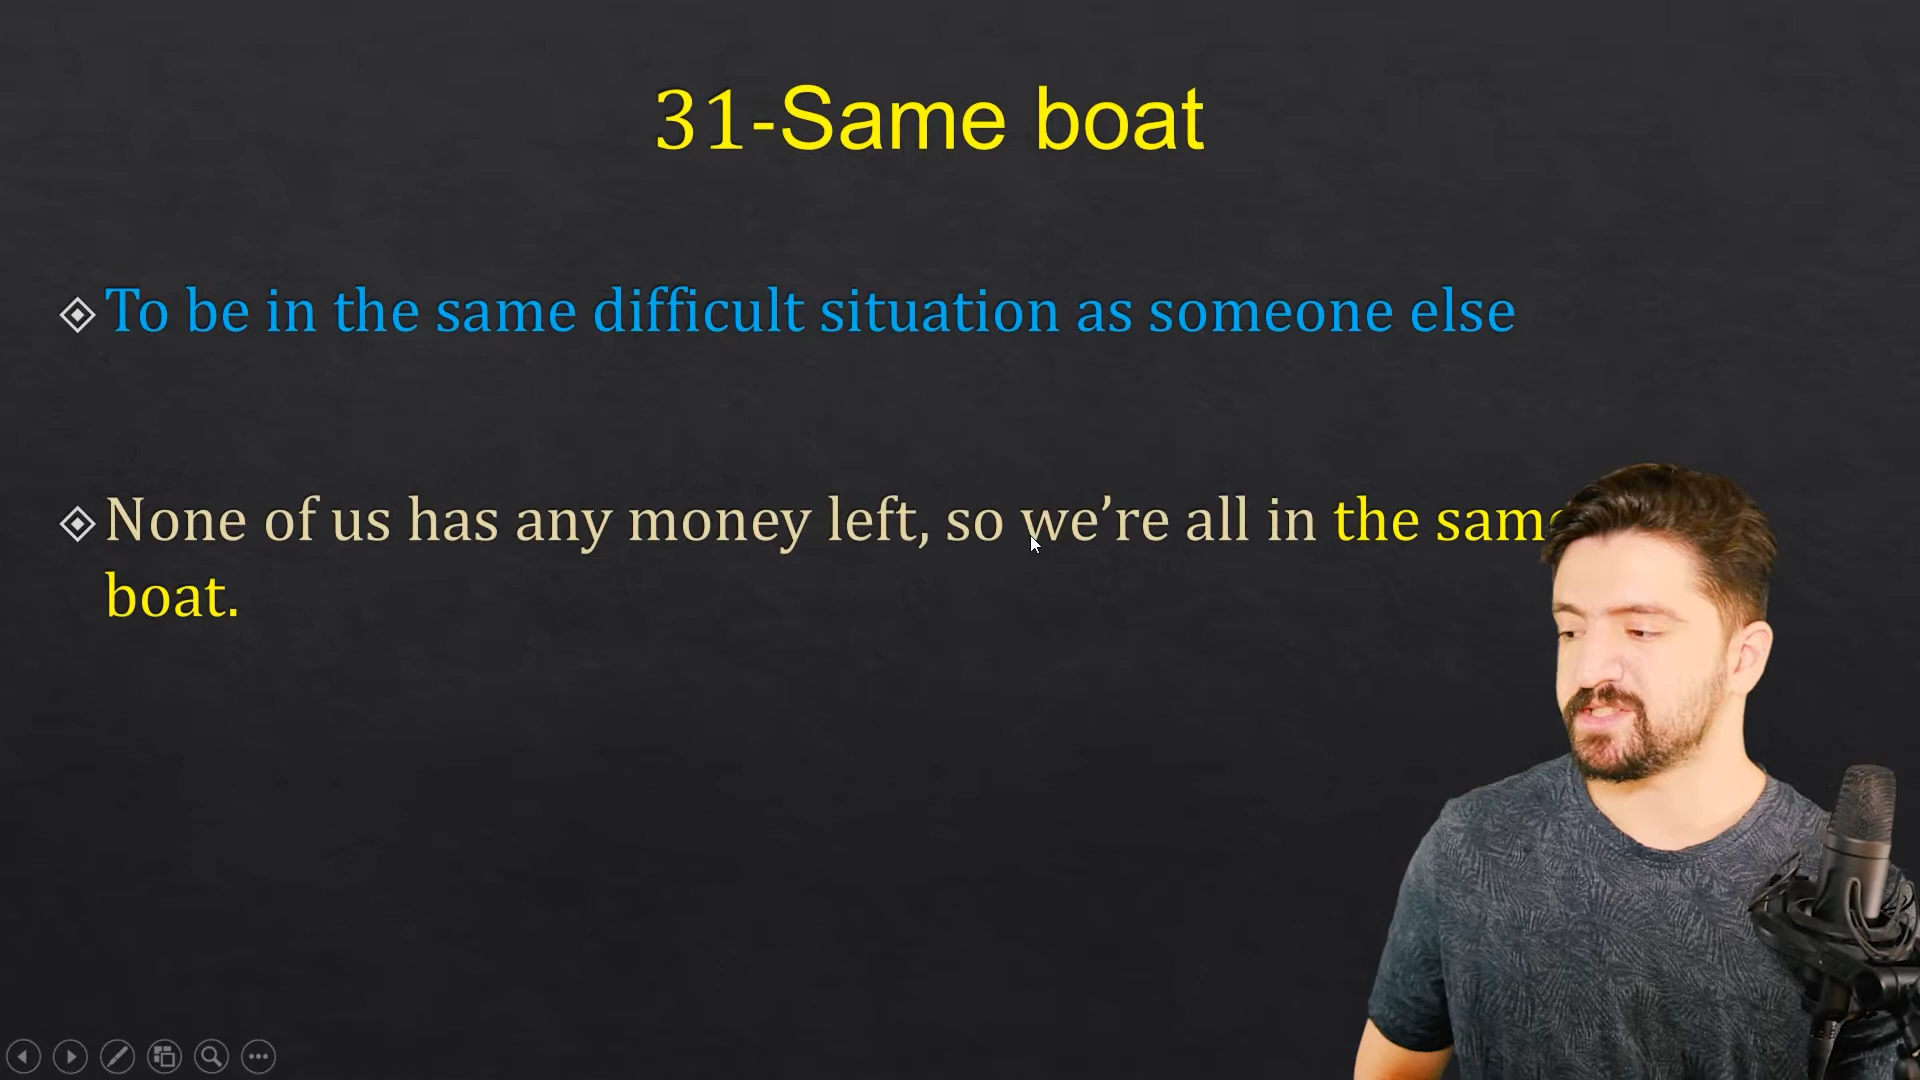 31-Same boat
To be in the same difficult situation as someone else
None of us has any money left, so we’re all in the same
boat.